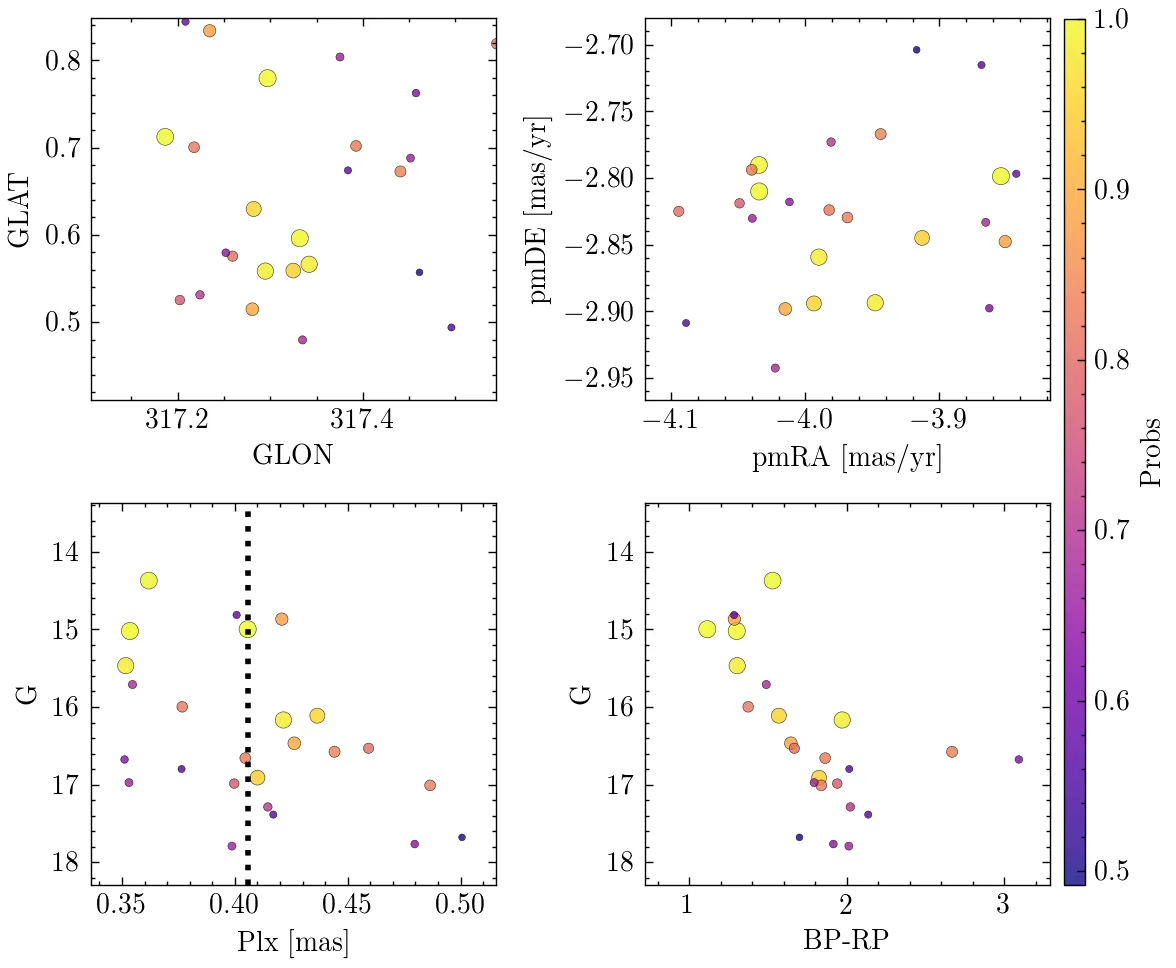 0.8
0.7
0.6
0.5
GLAT
317.2 317.4
GLON
−2.70
−2.75
−2.80
−2.85
−2.90
−2.95
pmDE [mas/yr]
−4.1 −4.0 −3.9
pmRA [mas/yr]
14
15
16
17
18
G
0.35 0.40 0.45 0.50
Plx [mas]
14
15
16
17
18
G
1 2 3
BP-RP
1.0
0.9
0.8
0.7
0.6
0.5
Probs